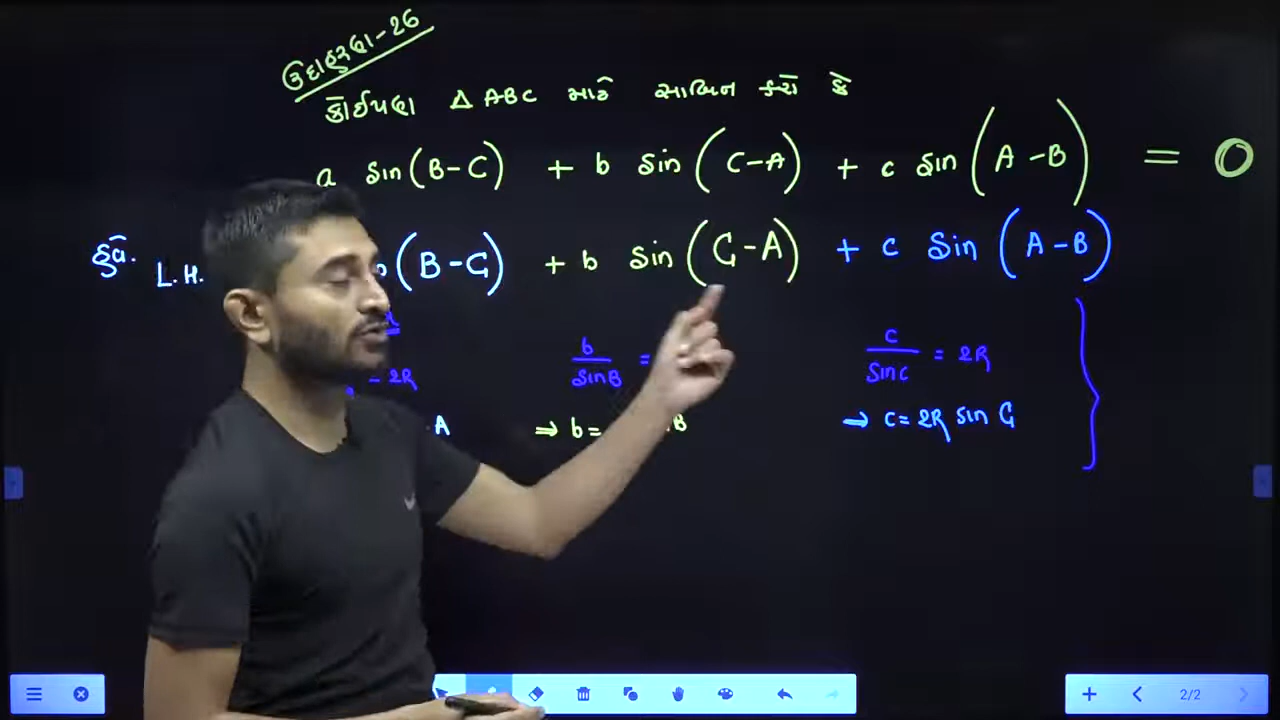 ઉદાહરણ-26
કોઈપણ △ ABC માટે સાબિત કરો કે
a sin(B-C) + b sin(C-A) + c sin(A-B) = 0
ઉકેલ. L.H. (B-C) + b sin(C-A) + c sin(A-B)
= 2R b/sinB = c/sinC = 2R
A ⇒ b= B ⇒ c = 2R sin C
2/2